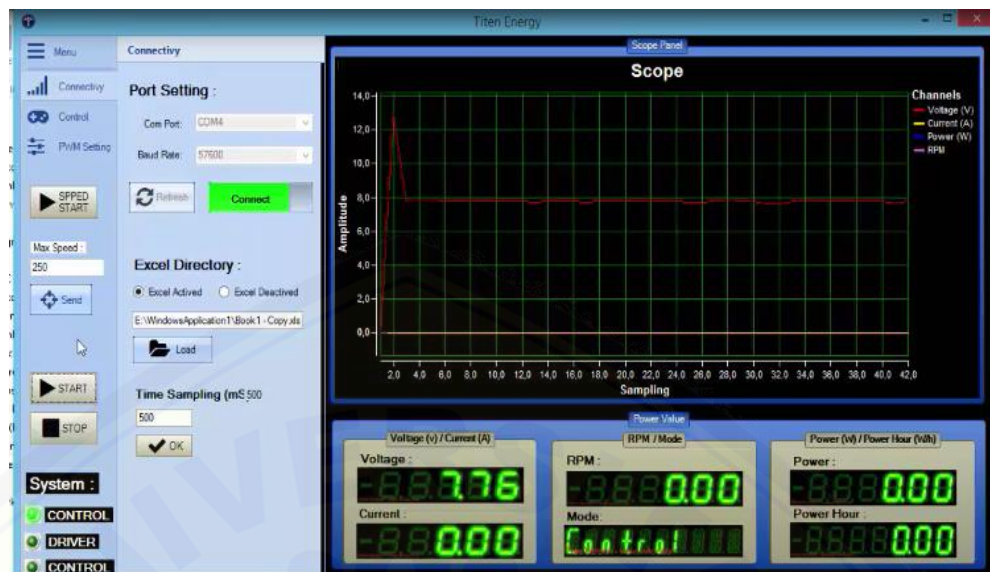 Titen Energy
Menu
Connectivy
Control
PWM Setting
SPPED
START
Max Speed :
250
Send
START
STOP
System :
CONTROL
DRIVER
CONTROL
Connectivy
Port Setting :
Com Port: COM4
Baud Rate: 57600
Refresh
Connect
Excel Directory :
Excel Actived
Excel Deactived
E:\WindowsApplication1\Book1 - Copy.xls
Load
Time Sampling (mS 500
500
OK
Scope Panel
Scope
Channels
Voltage (V)
Current (A)
Power (W)
RPM
Amplitude
14,0
12,0
10,0
8,0
6,0
4,0
2,0
0,0
2,0 4,0 6,0 8,0 10,0 12,0 14,0 16,0 18,0 20,0 22,0 24,0 26,0 28,0 30,0 32,0 34,0 36,0 38,0 40,0 42,0
Sampling
Power Value
Voltage (v) / Current (A)
Voltage :
7.76
Current :
0.00
RPM / Mode
RPM :
0.00
Mode:
Control
Power (W) / Power Hour (Wh)
Power :
0.00
Power Hour :
0.00